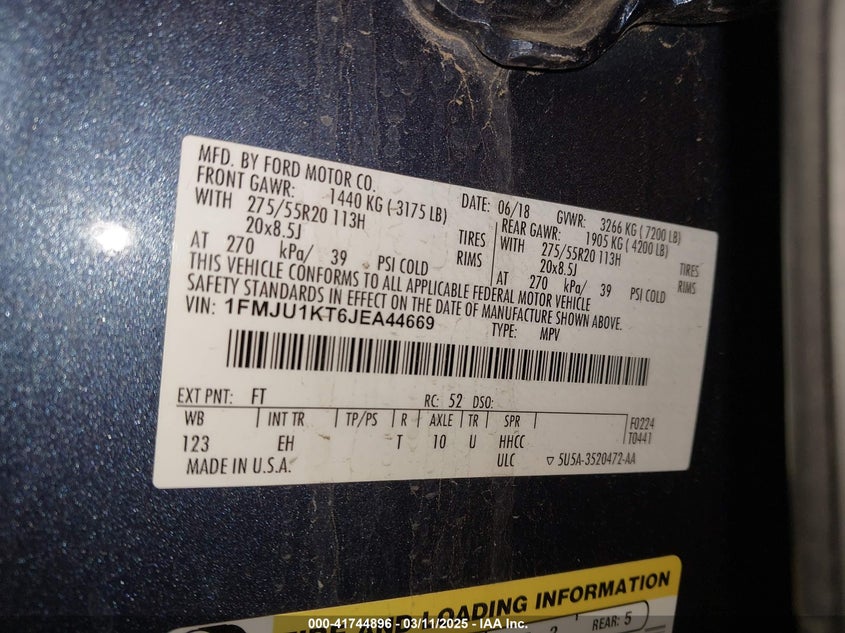 MFD. BY FORD MOTOR CO.
DATE: 06/18 GVWR: 3266 KG ( 7200 LB)
FRONT GAWR: 1440 KG ( 3175 LB) REAR GAWR: 1905 KG ( 4200 LB)
WITH 275/55R20 113H TIRES WITH 275/55R20 113H TIRES
20x8.5J RIMS 20x8.5J RIMS
AT 270 kPa/ 39 PSI COLD AT 270 kPa/ 39 PSI COLD
THIS VEHICLE CONFORMS TO ALL APPLICABLE FEDERAL MOTOR VEHICLE
SAFETY STANDARDS IN EFFECT ON THE DATE OF MANUFACTURE SHOWN ABOVE.
VIN: 1FMJU1KT6JEA44669 TYPE: MPV
EXT PNT: FT RC: 52 DSO:
WB INT TR TP/PS R AXLE TR SPR F0224
123 EH T 10 U HHCC T0441
MADE IN U.S.A. ULC ▽ 5U5A-3520472-AA
AND LOADING INFORMATION
REAR: 5
000-41744896 - 03/11/2025 - IAA Inc.